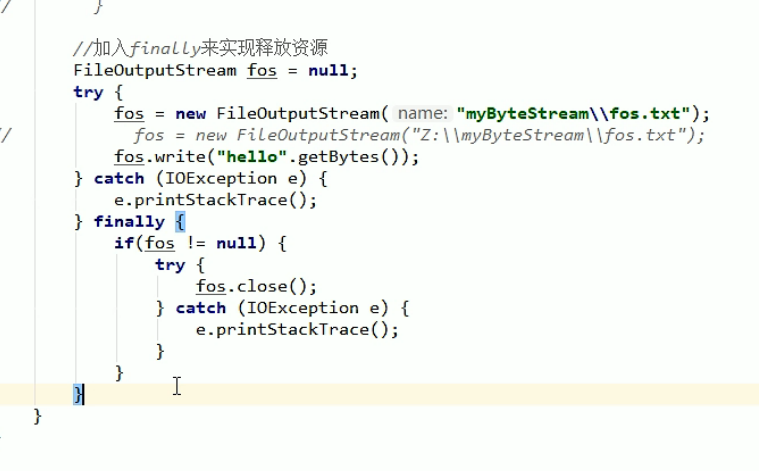 //        }
//加入finally来实现释放资源
FileOutputStream fos = null;
try {
fos = new FileOutputStream( name: "myByteStream\\fos.txt");
//            fos = new FileOutputStream("Z:\\myByteStream\\fos.txt");
fos.write("hello".getBytes());
} catch (IOException e) {
e.printStackTrace();
} finally {
if(fos != null) {
try {
fos.close();
} catch (IOException e) {
e.printStackTrace();
}
}
}
}